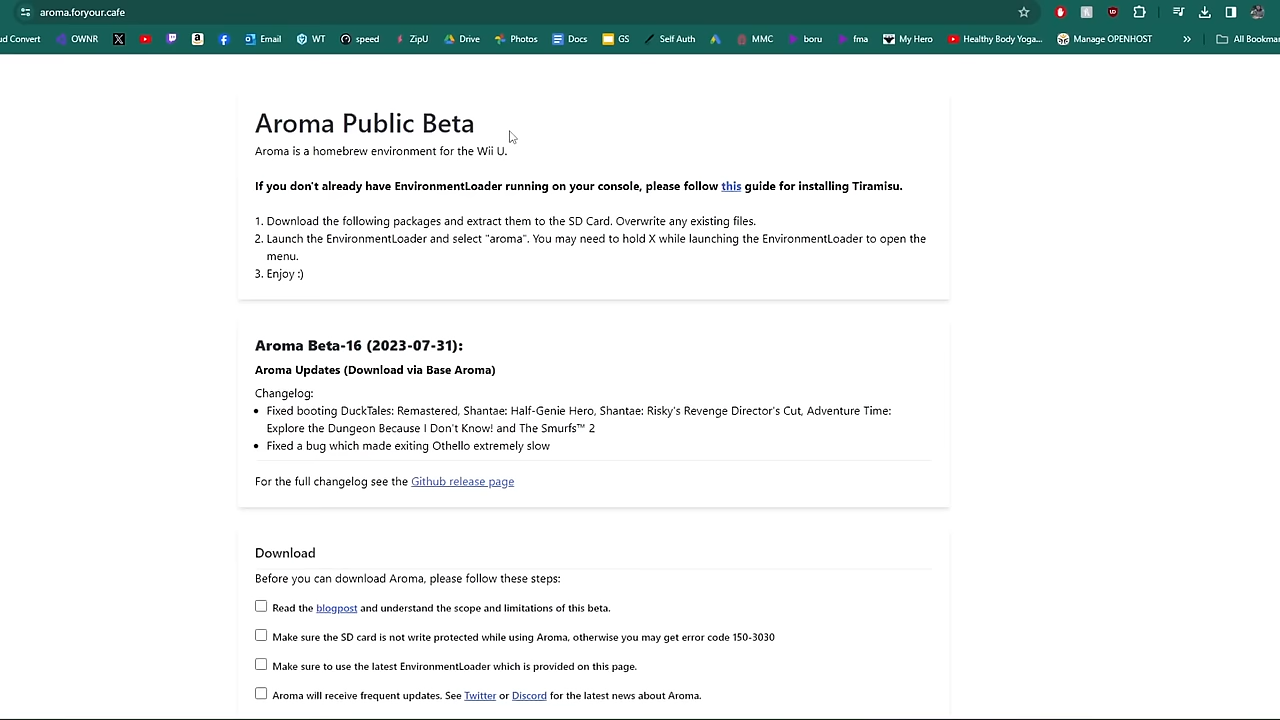 aroma.foryour.cafe
ud Convert OWNR Email WT speed ZipU Drive Photos Docs GS Self Auth MMC boru fma My Hero Healthy Body Yoga... Manage OPENHOST » All Bookmar
Aroma Public Beta
Aroma is a homebrew environment for the Wii U.
If you don't already have EnvironmentLoader running on your console, please follow this guide for installing Tiramisu.
1. Download the following packages and extract them to the SD Card. Overwrite any existing files.
2. Launch the EnvironmentLoader and select "aroma". You may need to hold X while launching the EnvironmentLoader to open the
menu.
3. Enjoy :)
Aroma Beta-16 (2023-07-31):
Aroma Updates (Download via Base Aroma)
Changelog:
• Fixed booting DuckTales: Remastered, Shantae: Half-Genie Hero, Shantae: Risky's Revenge Director's Cut, Adventure Time:
Explore the Dungeon Because I Don't Know! and The Smurfs™ 2
• Fixed a bug which made exiting Othello extremely slow
For the full changelog see the Github release page
Download
Before you can download Aroma, please follow these steps:
Read the blogpost and understand the scope and limitations of this beta.
Make sure the SD card is not write protected while using Aroma, otherwise you may get error code 150-3030
Make sure to use the latest EnvironmentLoader which is provided on this page.
Aroma will receive frequent updates. See Twitter or Discord for the latest news about Aroma.